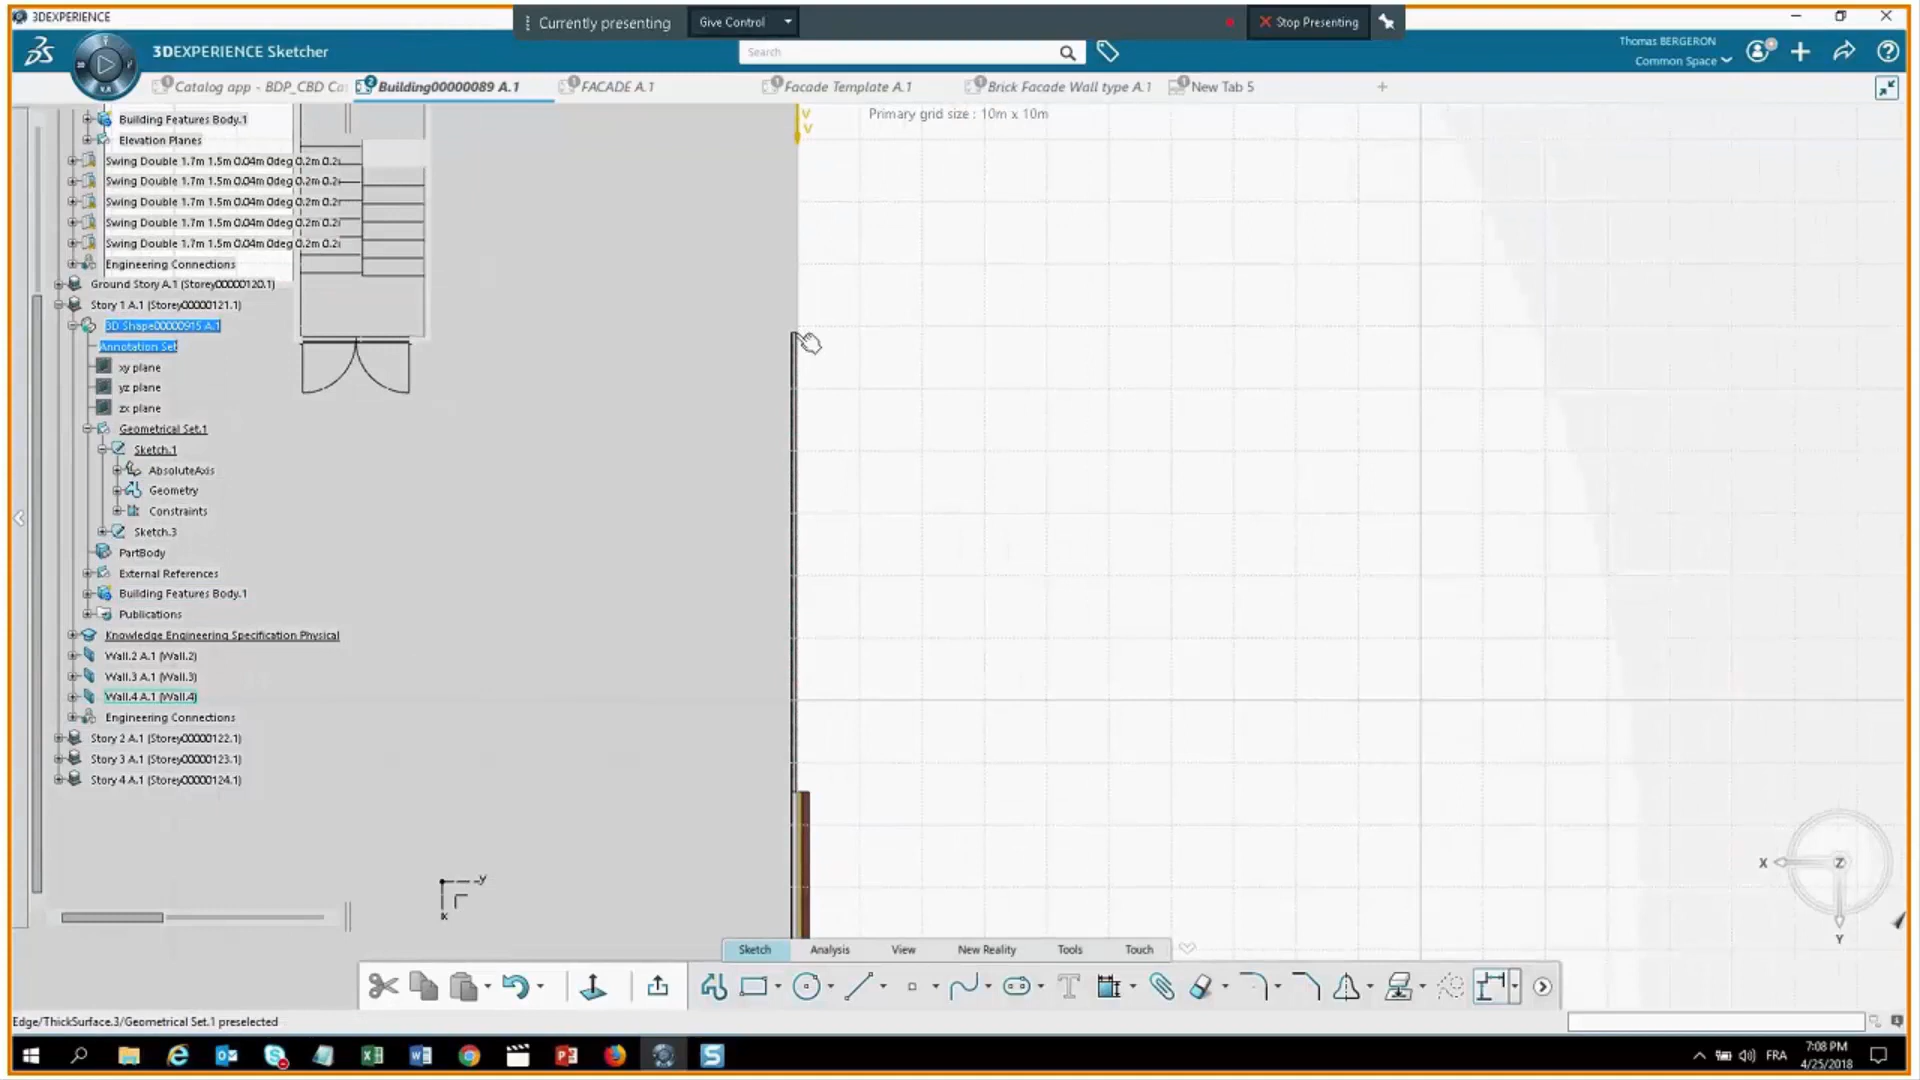 3DEXPERIENCE
Currently presenting
Give Control
Stop Presenting
3DEXPERIENCE Sketcher
Search
Thomas BERGERON
Common Space
Catalog app - BDP_CBD Ca
Building00000089 A.1
FACADE A.1
Facade Template A.1
Brick Facade Wall type A.1
New Tab 5
Primary grid size : 10m x 10m
V
V
Building Features Body.1
Elevation Planes
Swing Double 1.7m 1.5m 0.04m 0deg 0.2m 0.2
Swing Double 1.7m 1.5m 0.04m 0deg 0.2m 0.2
Swing Double 1.7m 1.5m 0.04m 0deg 0.2m 0.2
Swing Double 1.7m 1.5m 0.04m 0deg 0.2m 0.2
Swing Double 1.7m 1.5m 0.04m 0deg 0.2m 0.2
Engineering Connections
Ground Story A.1 (Storey00000120.1)
Story 1 A.1 (Storey00000121.1)
3D Shape00000915 A.1
Annotation Set
xy plane
yz plane
zx plane
Geometrical Set.1
Sketch.1
AbsoluteAxis
Geometry
Constraints
Sketch.3
PartBody
External References
Building Features Body.1
Publications
Knowledge Engineering Specification Physical
Wall.2 A.1 (Wall.2)
Wall.3 A.1 (Wall.3)
Wall.4 A.1 (Wall.4)
Engineering Connections
Story 2 A.1 (Storey00000122.1)
Story 3 A.1 (Storey00000123.1)
Story 4 A.1 (Storey00000124.1)
y
x
X
Z
Y
Sketch
Analysis
View
New Reality
Tools
Touch
Edge/ThickSurface.3/Geometrical Set.1 preselected
FRA
7:08 PM
4/25/2018